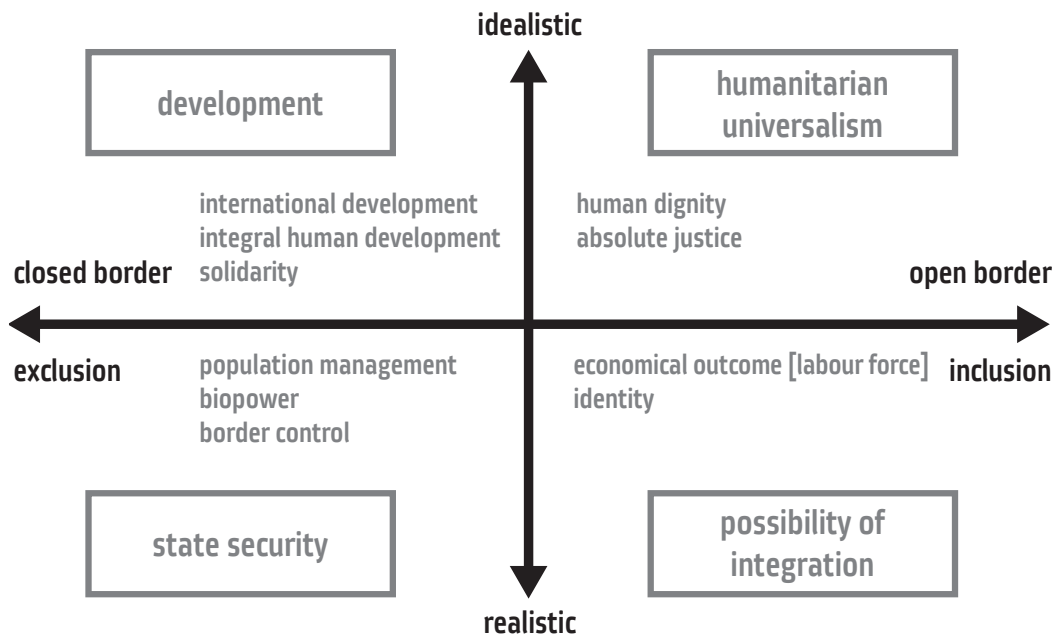 idealistic
development
humanitarian
universalism
international development
integral human development
solidarity
human dignity
absolute justice
closed border
open border
exclusion
inclusion
population management
biopower
border control
economical outcome [labour force]
identity
state security
possibility of
integration
realistic